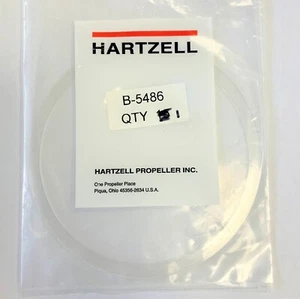 HARTZELL
B-5486
QTY 1
HARTZELL PROPELLER INC.
One Propeller Place
Piqua, Ohio 45356-2634 U.S.A.